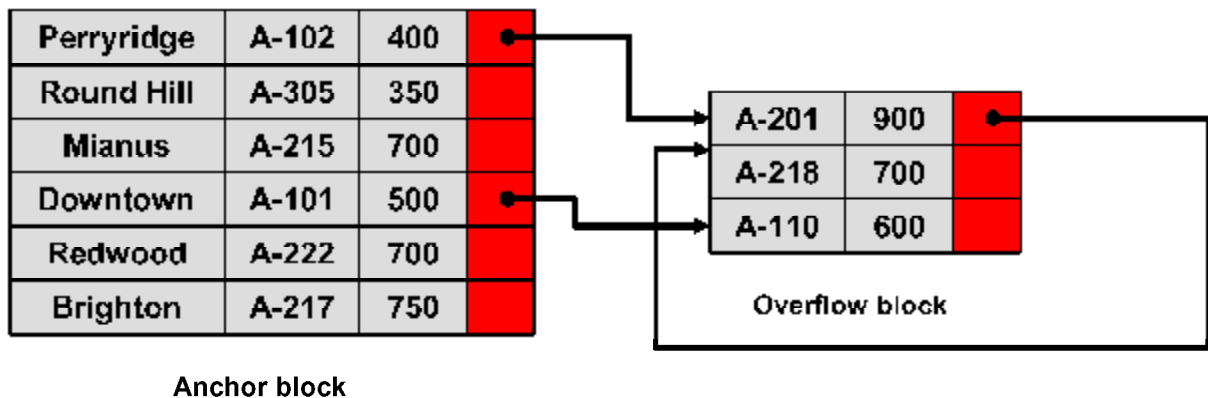 Perryridge A-102 400
Round Hill A-305 350
Mianus A-215 700
Downtown A-101 500
Redwood A-222 700
Brighton A-217 750
Anchor block
A-201 900
A-218 700
A-110 600
Overflow block